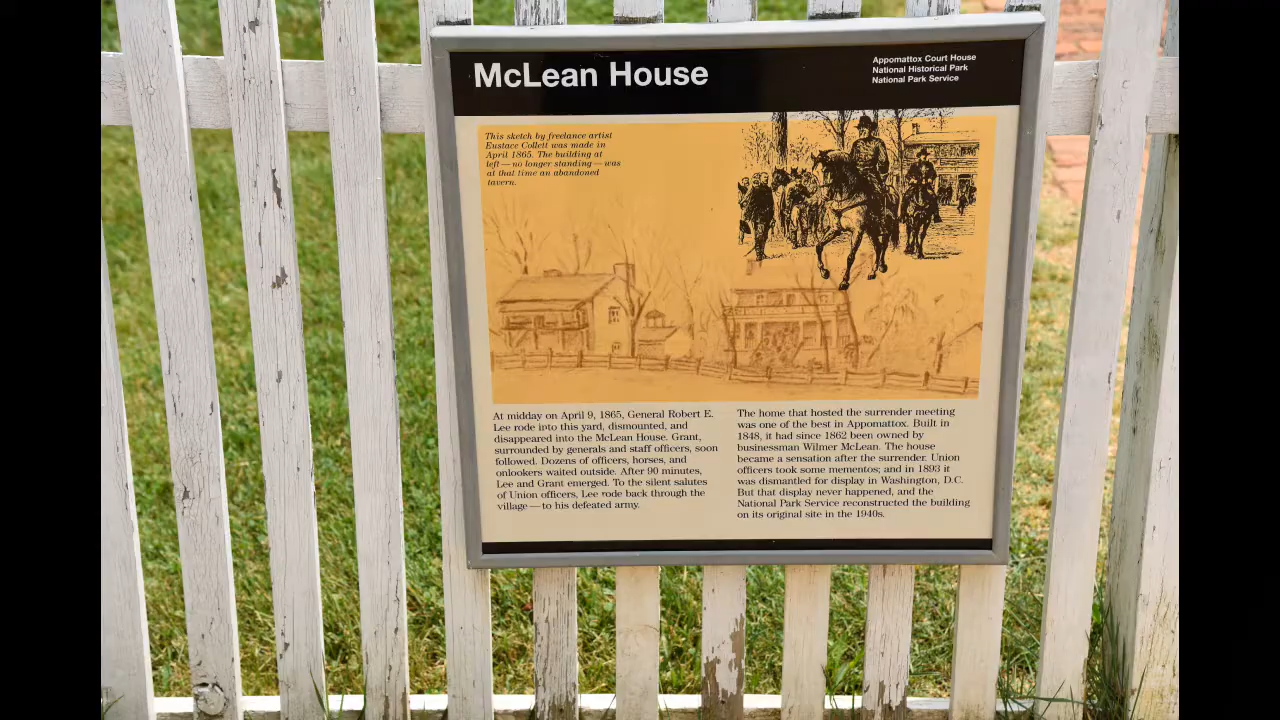 McLean House
Appomattox Court House
National Historical Park
National Park Service
This sketch by freelance artist
Eustace Collett was made in
April 1865. The building at
left — no longer standing — was
at that time an abandoned
tavern.
At midday on April 9, 1865, General Robert E.
Lee rode into this yard, dismounted, and
disappeared into the McLean House. Grant,
surrounded by generals and staff officers, soon
followed. Dozens of officers, horses, and
onlookers waited outside. After 90 minutes,
Lee and Grant emerged. To the silent salutes
of Union officers, Lee rode back through the
village — to his defeated army.
The home that hosted the surrender meeting
was one of the best in Appomattox. Built in
1848, it had since 1862 been owned by
businessman Wilmer McLean. The house
became a sensation after the surrender. Union
officers took some mementos; and in 1893 it
was dismantled for display in Washington, D.C.
But that display never happened, and the
National Park Service reconstructed the building
on its original site in the 1940s.